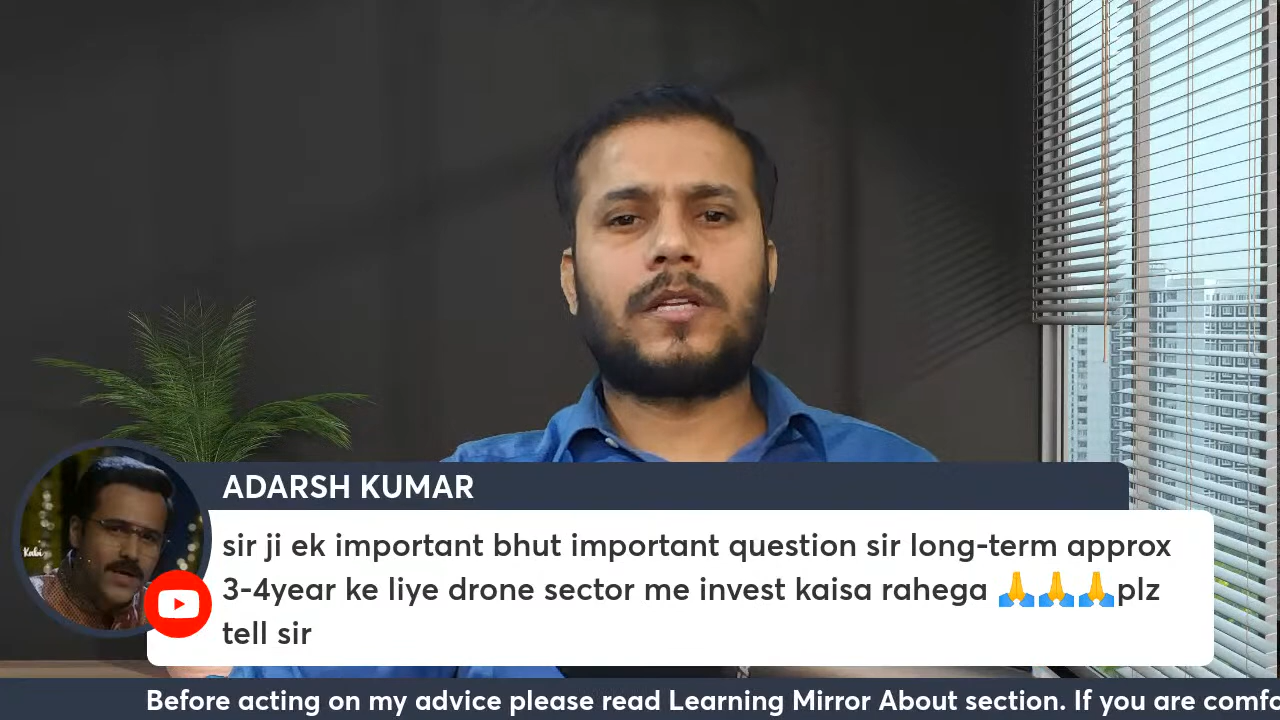 ADARSH KUMAR
sir ji ek important bhut important question sir long-term approx
3-4year ke liye drone sector me invest kaisa rahega 🙏🙏🙏plz
tell sir
Before acting on my advice please read Learning Mirror About section. If you are comfo